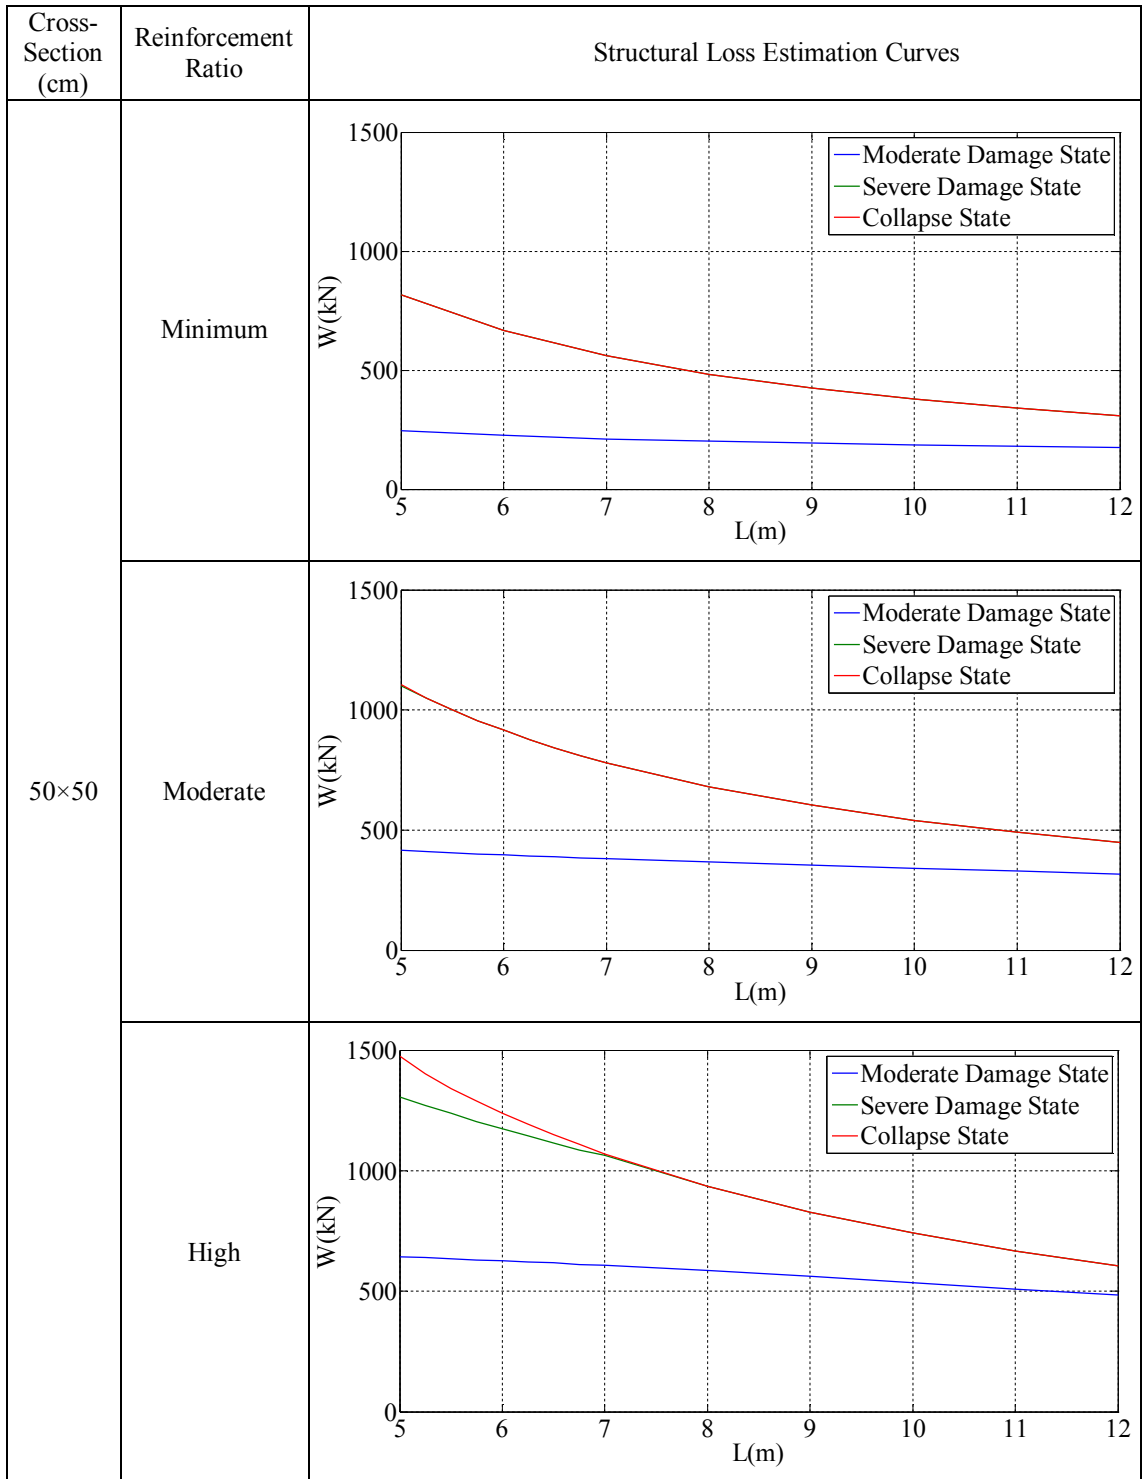 Cross-
Section
(cm)
Reinforcement
Ratio
Structural Loss Estimation Curves
50×50
Minimum
1500
1000
500
0
W(kN)
5 6 7 8 9 10 11 12
L(m)
Moderate Damage State
Severe Damage State
Collapse State
Moderate
1500
1000
500
0
W(kN)
5 6 7 8 9 10 11 12
L(m)
Moderate Damage State
Severe Damage State
Collapse State
High
1500
1000
500
0
W(kN)
5 6 7 8 9 10 11 12
L(m)
Moderate Damage State
Severe Damage State
Collapse State